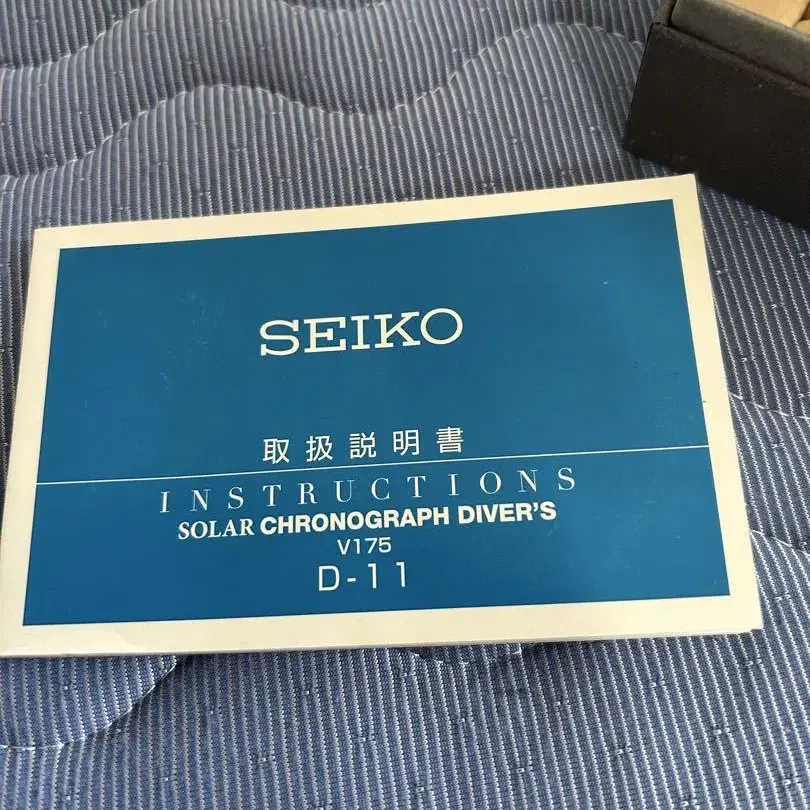 SEIKO
取扱説明書
INSTRUCTIONS
SOLAR CHRONOGRAPH DIVER'S
V175
D-11